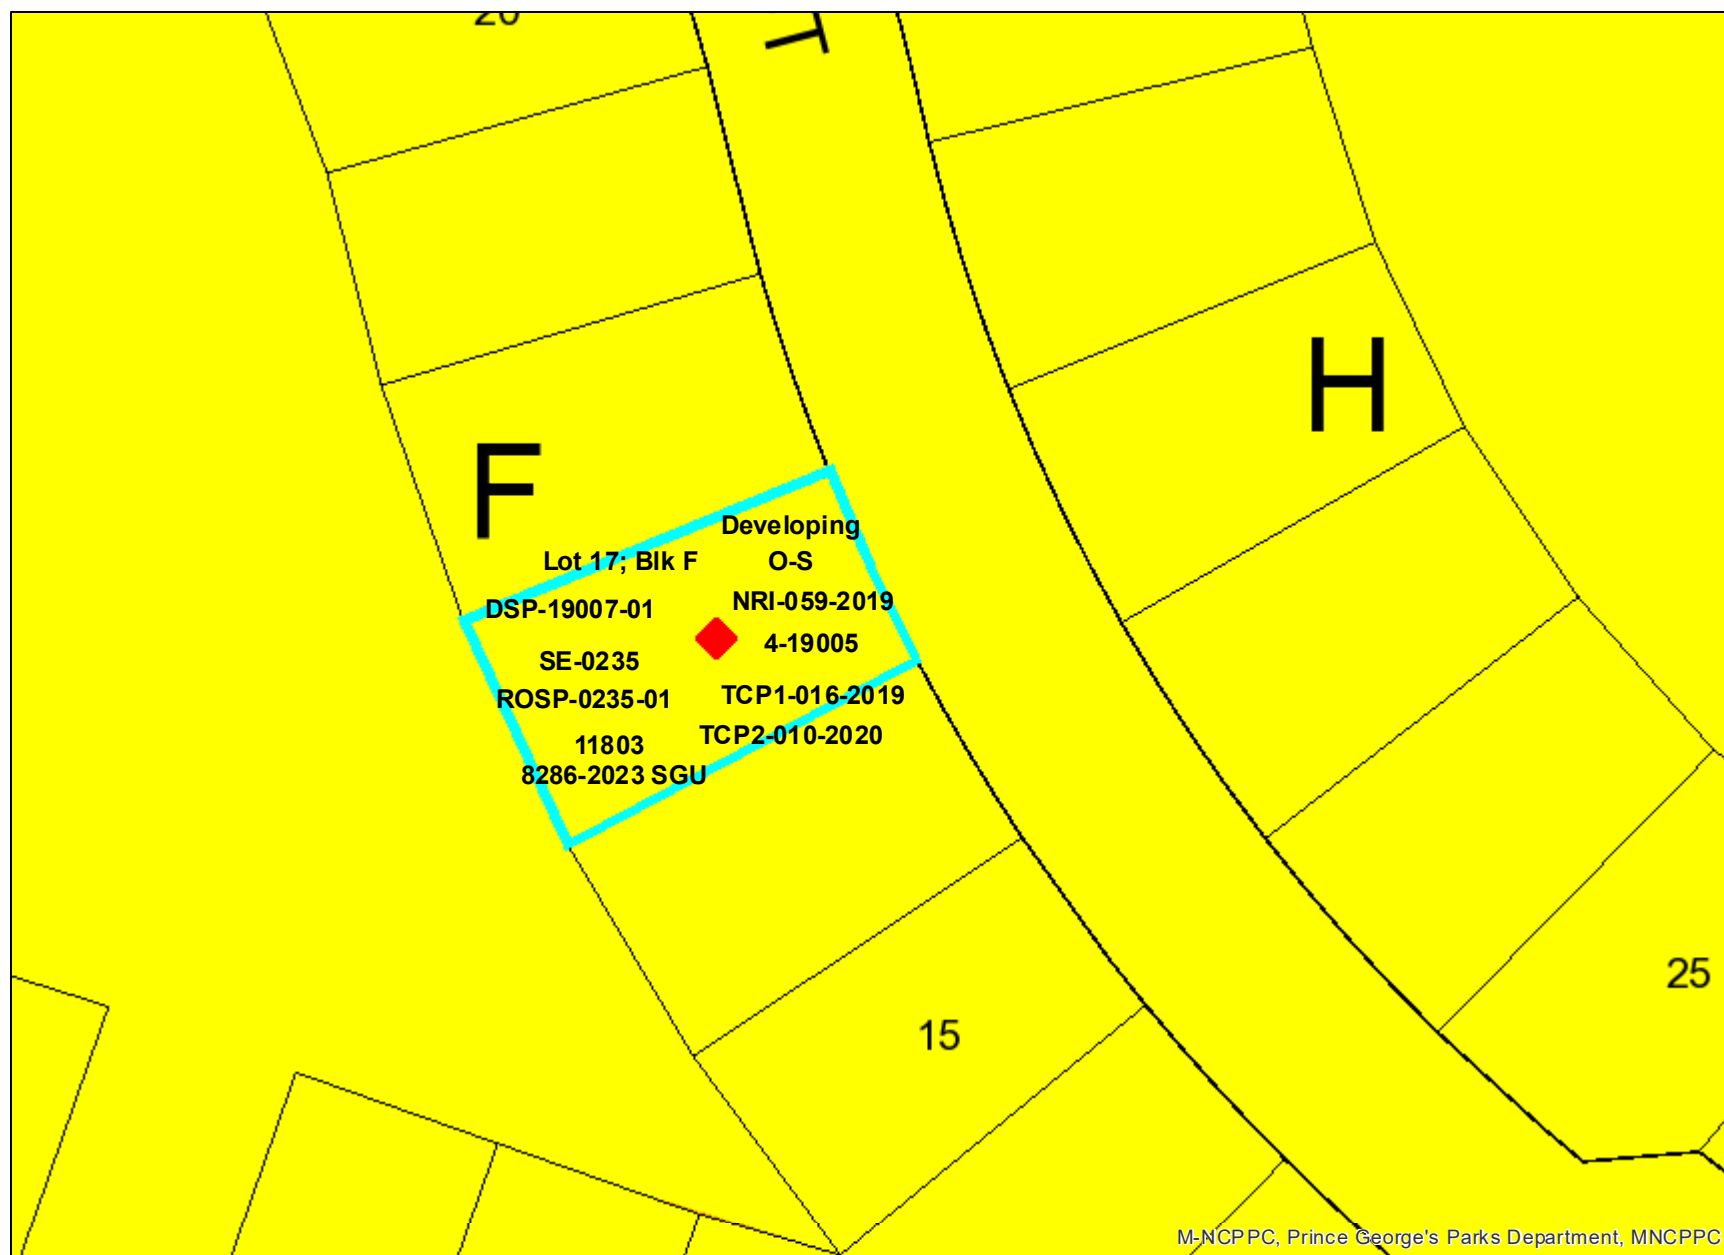 20
T
H
F
Developing
Lot 17; Blk F
O-S
DSP-19007-01
NRI-059-2019
4-19005
SE-0235
ROSP-0235-01
TCP1-016-2019
TCP2-010-2020
11803
8286-2023 SGU
25
15
M-NCPPC, Prince George's Parks Department, MNCPPC